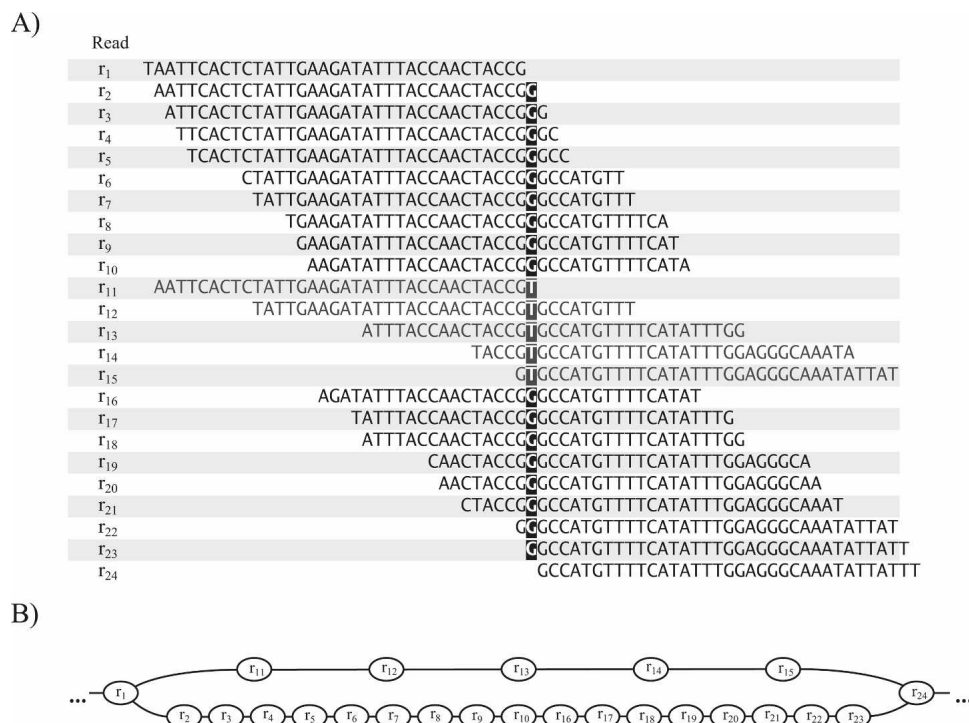 A)
Read
r1 TAATTCACTCTATTGAAGATATTTACCAACTACCG
r2 AATTCACTCTATTGAAGATATTTACCAACTACCGG
r3 ATTCACTCTATTGAAGATATTTACCAACTACCGGG
r4 TTCACTCTATTGAAGATATTTACCAACTACCGGGC
r5 TCACTCTATTGAAGATATTTACCAACTACCGGGCC
r6 CTATTGAAGATATTTACCAACTACCGGGCCATGTT
r7 TATTGAAGATATTTACCAACTACCGGGCCATGTTT
r8 TGAAGATATTTACCAACTACCGGGCCATGTTTTCA
r9 GAAGATATTTACCAACTACCGGGCCATGTTTTCAT
r10 AAGATATTTACCAACTACCGGGCCATGTTTTCATA
r11 AATTCACTCTATTGAAGATATTTACCAACTACCGT
r12 TATTGAAGATATTTACCAACTACCGTGCCATGTTT
r13 ATTTACCAACTACCGTGCCATGTTTTCATATTTGG
r14 TACCGTGCCATGTTTTCATATTTGGAGGGCAAATA
r15 GTGCCATGTTTTCATATTTGGAGGGCAAATATTAT
r16 AGATATTTACCAACTACCGGGCCATGTTTTCATAT
r17 TATTTACCAACTACCGGGCCATGTTTTCATATTTG
r18 ATTTACCAACTACCGGGCCATGTTTTCATATTTGG
r19 CAACTACCGGGCCATGTTTTCATATTTGGAGGGCA
r20 AACTACCGGGCCATGTTTTCATATTTGGAGGGCAA
r21 CTACCGGGCCATGTTTTCATATTTGGAGGGCAAAT
r22 GGGCCATGTTTTCATATTTGGAGGGCAAATATTAT
r23 GGCCATGTTTTCATATTTGGAGGGCAAATATTATT
r24 GCCATGTTTTCATATTTGGAGGGCAAATATTATTT
B)
r11 r12 r13 r14 r15
... r1 r24 ...
r2 r3 r4 r5 r6 r7 r8 r9 r10 r16 r17 r18 r19 r20 r21 r22 r23